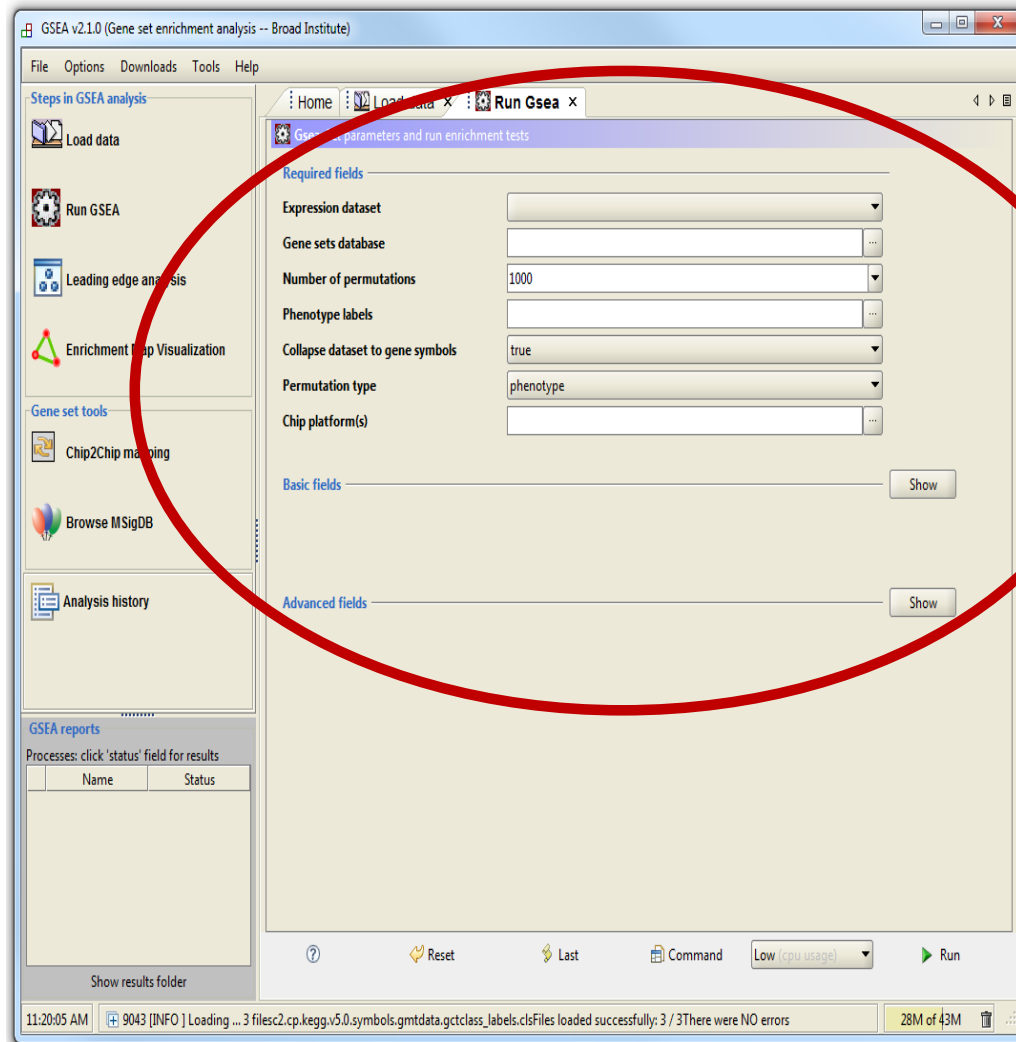 GSEA v2.1.0 (Gene set enrichment analysis -- Broad Institute)
File Options Downloads Tools Help
Steps in GSEA analysis
Load data
Run GSEA
Leading edge analysis
Enrichment Map Visualization
Gene set tools
Chip2Chip mapping
Browse MSigDB
Analysis history
GSEA reports
Processes: click 'status' field for results
Name Status
Show results folder
Home Load data x Run Gsea x
Gsea: set parameters and run enrichment tests
Required fields
Expression dataset
Gene sets database ...
Number of permutations 1000
Phenotype labels ...
Collapse dataset to gene symbols true
Permutation type phenotype
Chip platform(s) ...
Basic fields Show
Advanced fields Show
? Reset Last Command Low (cpu usage) Run
11:20:05 AM 9043 [INFO ] Loading ... 3 filesc2.cp.kegg.v5.0.symbols.gmtdata.gctclass_labels.clsFiles loaded successfully: 3 / 3There were NO errors 28M of 43M